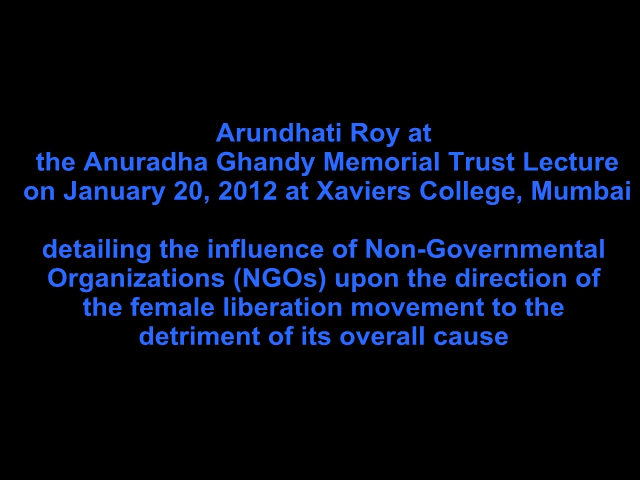 Arundhati Roy at
the Anuradha Ghandy Memorial Trust Lecture
on January 20, 2012 at Xaviers College, Mumbai
detailing the influence of Non-Governmental
Organizations (NGOs) upon the direction of
the female liberation movement to the
detriment of its overall cause